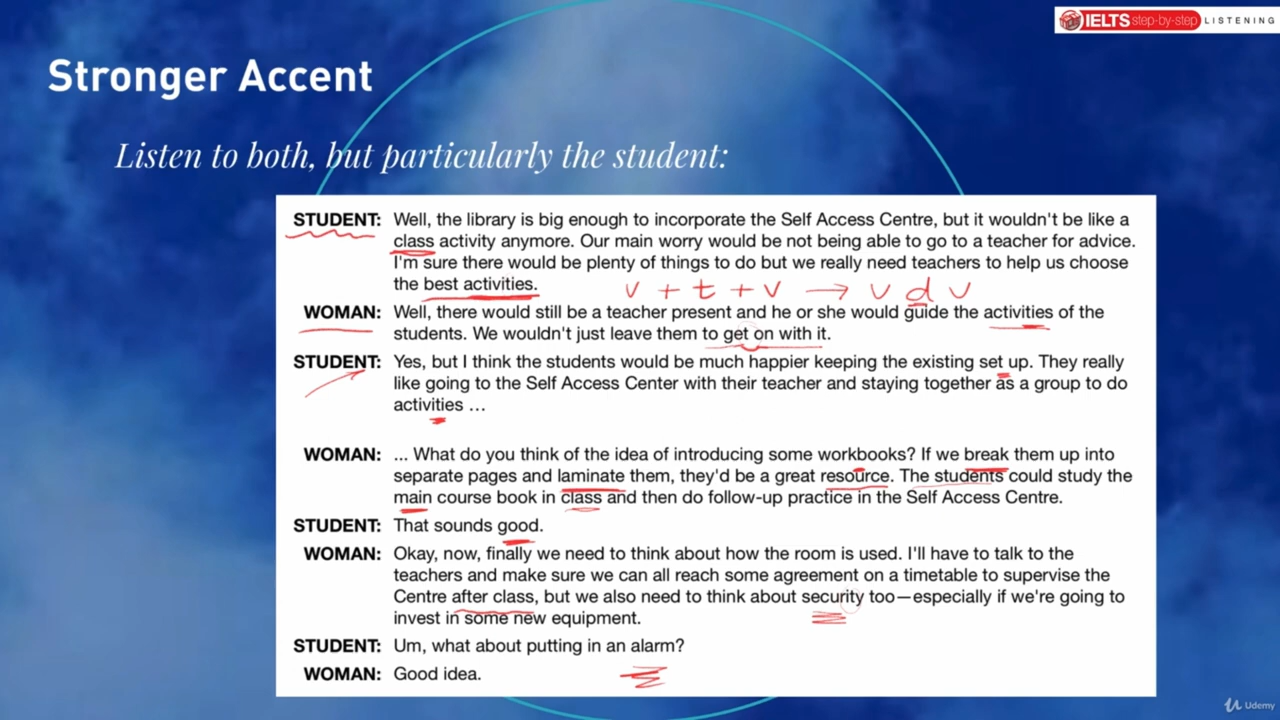 IELTS step-by-step LISTENING
Stronger Accent
Listen to both, but particularly the student:
STUDENT: Well, the library is big enough to incorporate the Self Access Centre, but it wouldn't be like a
class activity anymore. Our main worry would be not being able to go to a teacher for advice.
I'm sure there would be plenty of things to do but we really need teachers to help us choose
the best activities.
v + t + v → v d v
WOMAN: Well, there would still be a teacher present and he or she would guide the activities of the
students. We wouldn't just leave them to get on with it.
STUDENT: Yes, but I think the students would be much happier keeping the existing set up. They really
like going to the Self Access Center with their teacher and staying together as a group to do
activities ...
WOMAN: ... What do you think of the idea of introducing some workbooks? If we break them up into
separate pages and laminate them, they'd be a great resource. The students could study the
main course book in class and then do follow-up practice in the Self Access Centre.
STUDENT: That sounds good.
WOMAN: Okay, now, finally we need to think about how the room is used. I'll have to talk to the
teachers and make sure we can all reach some agreement on a timetable to supervise the
Centre after class, but we also need to think about security too—especially if we're going to
invest in some new equipment.
STUDENT: Um, what about putting in an alarm?
WOMAN: Good idea.
Udemy